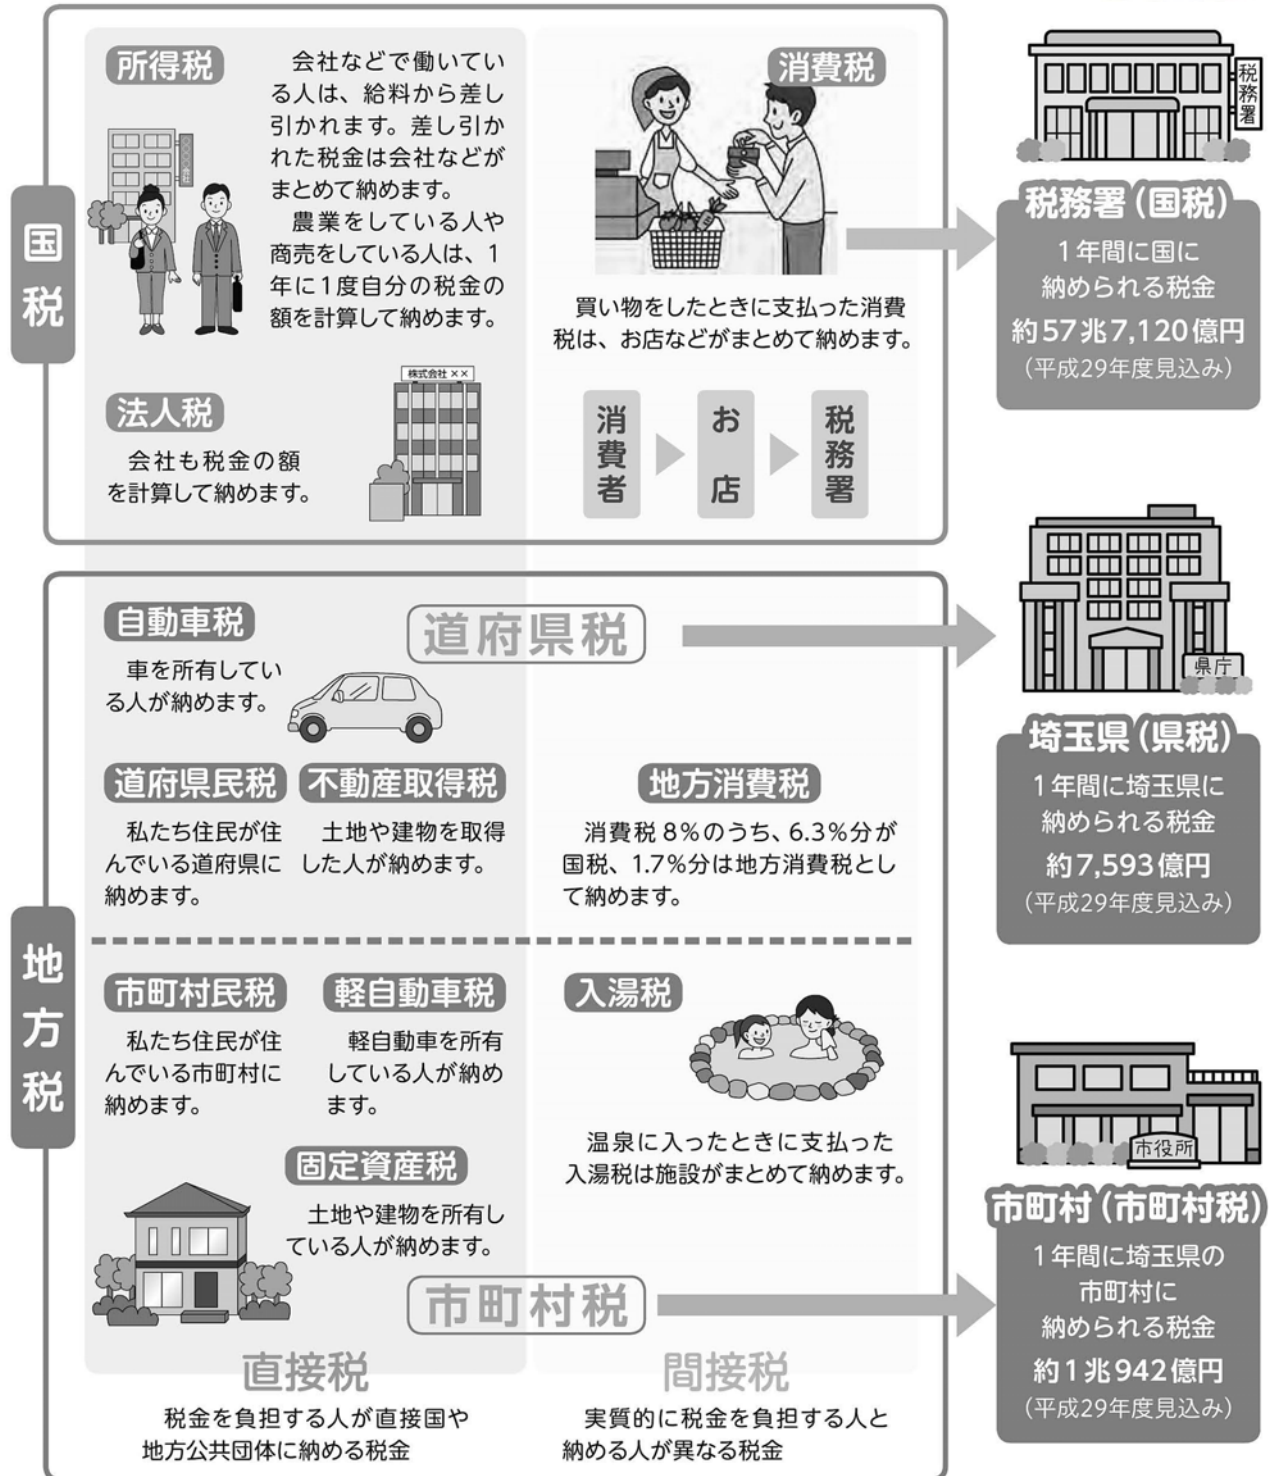 国税
所得税
会社などで働いてい
る人は、給料から差し
引かれます。差し引か
れた税金は会社などが
まとめて納めます。
農業をしている人や
商売をしている人は、1
年に1度自分の税金の
額を計算して納めます。
法人税
会社も税金の額
を計算して納めます。
株式会社 ××
消費税
買い物をしたときに支払った消費
税は、お店などがまとめて納めます。
消費者
お店
税務署
税務署
税務署(国税)
1年間に国に
納められる税金
約57兆7,120億円
(平成29年度見込み)
地方税
道府県税
自動車税
車を所有してい
る人が納めます。
道府県民税
私たち住民が住
んでいる道府県に
納めます。
不動産取得税
土地や建物を取得
した人が納めます。
地方消費税
消費税8%のうち、6.3%分が
国税、1.7%分は地方消費税とし
て納めます。
県庁
埼玉県(県税)
1年間に埼玉県に
納められる税金
約7,593億円
(平成29年度見込み)
市町村民税
私たち住民が住
んでいる市町村に
納めます。
軽自動車税
軽自動車を所有
している人が納め
ます。
固定資産税
土地や建物を所有し
ている人が納めます。
入湯税
温泉に入ったときに支払った
入湯税は施設がまとめて納めます。
市町村税
市役所
市町村(市町村税)
1年間に埼玉県の
市町村に
納められる税金
約1兆942億円
(平成29年度見込み)
直接税
税金を負担する人が直接国や
地方公共団体に納める税金
間接税
実質的に税金を負担する人と
納める人が異なる税金